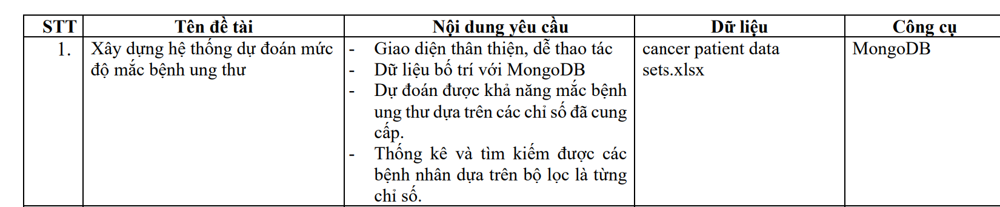 STT
Tên đề tài
Nội dung yêu cầu
Dữ liệu
Công cụ
1.
Xây dựng hệ thống dự đoán mức
độ mắc bệnh ung thư
- Giao diện thân thiện, dễ thao tác
- Dữ liệu bố trí với MongoDB
- Dự đoán được khả năng mắc bệnh
ung thư dựa trên các chỉ số đã cung
cấp.
- Thống kê và tìm kiếm được các
bệnh nhân dựa trên bộ lọc là từng
chỉ số.
cancer patient data
sets.xlsx
MongoDB